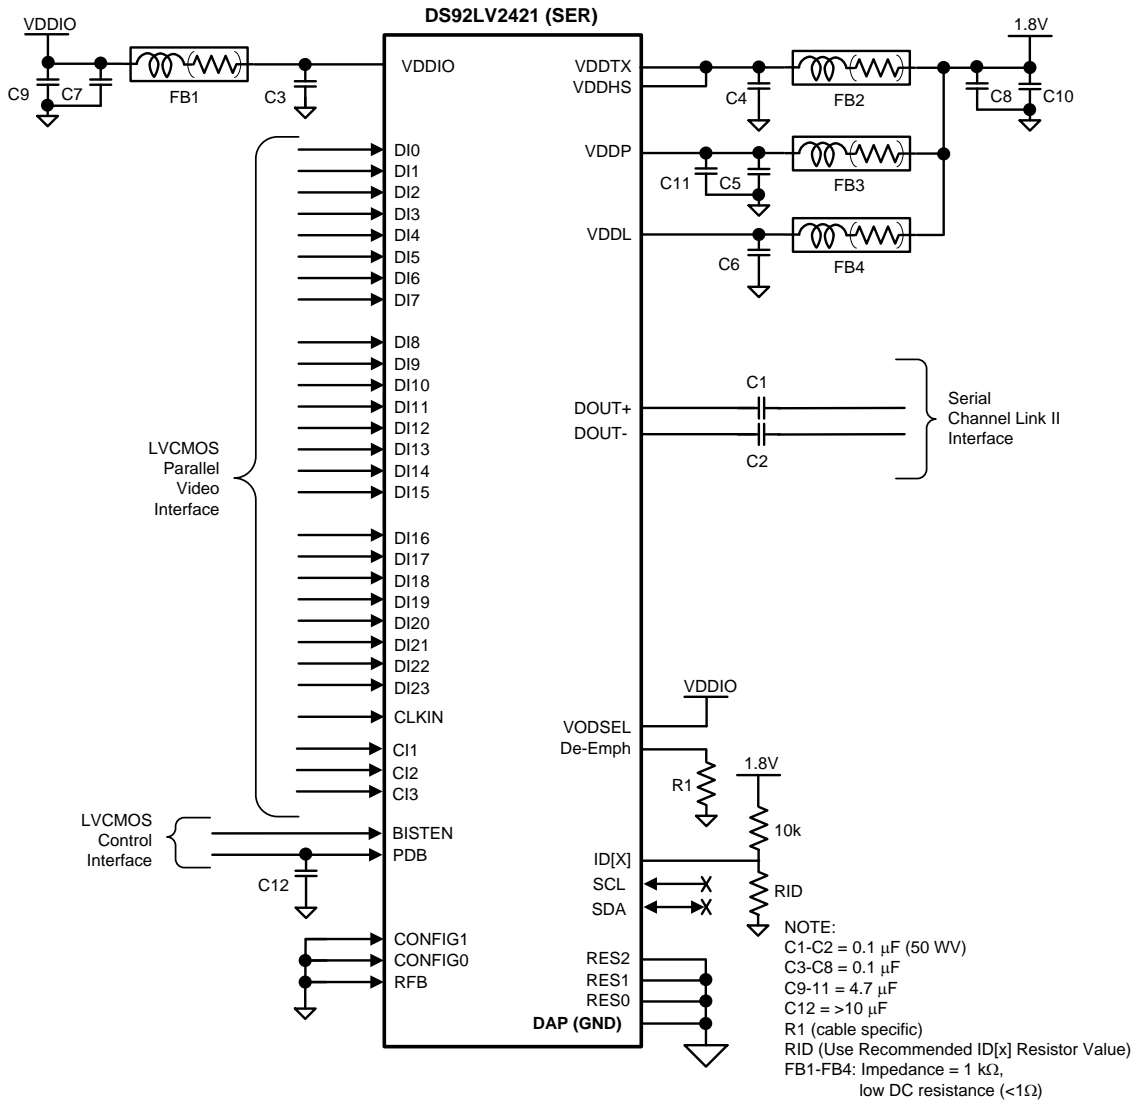 DS92LV2421 (SER)
VDDIO
C9
C7
FB1
C3
VDDIO
VDDTX
VDDHS
C4
FB2
1.8V
C8
C10
VDDP
C11
C5
FB3
VDDL
C6
FB4
DI0
DI1
DI2
DI3
DI4
DI5
DI6
DI7
DI8
DI9
DI10
DI11
DI12
DI13
DI14
DI15
DI16
DI17
DI18
DI19
DI20
DI21
DI22
DI23
CLKIN
CI1
CI2
CI3
LVCMOS
Parallel
Video
Interface
DOUT+
DOUT-
C1
C2
Serial
Channel Link II
Interface
VDDIO
VODSEL
De-Emph
R1
1.8V
10k
LVCMOS
Control
Interface
BISTEN
PDB
C12
ID[X]
SCL
SDA
RID
CONFIG1
CONFIG0
RFB
RES2
RES1
RES0
DAP (GND)
NOTE:
C1-C2 = 0.1 μF (50 WV)
C3-C8 = 0.1 μF
C9-11 = 4.7 μF
C12 = >10 μF
R1 (cable specific)
RID (Use Recommended ID[x] Resistor Value)
FB1-FB4: Impedance = 1 kΩ,
low DC resistance (<1Ω)